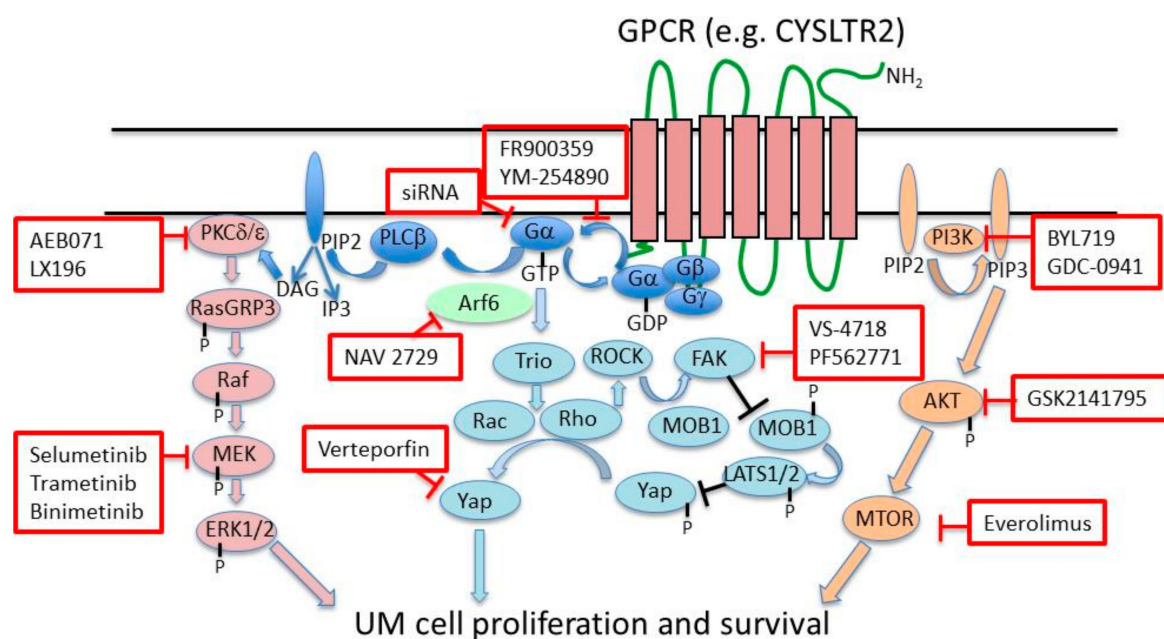 GPCR (e.g. CYSLTR2)
NH2
FR900359
YM-254890
siRNA
AEB071
LX196
PKCδ/ε
PIP2
PLCβ
Gα
GTP
DAG
IP3
Gα
Gβ
Gγ
GDP
PIP2
PI3K
PIP3
BYL719
GDC-0941
RasGRP3
P
Arf6
NAV 2729
Trio
ROCK
FAK
VS-4718
PF562771
Raf
P
Rac
Rho
MOB1
MOB1
P
AKT
P
GSK2141795
Selumetinib
Trametinib
Binimetinib
MEK
P
Verteporfin
Yap
Yap
P
LATS1/2
P
MTOR
Everolimus
ERK1/2
P
UM cell proliferation and survival